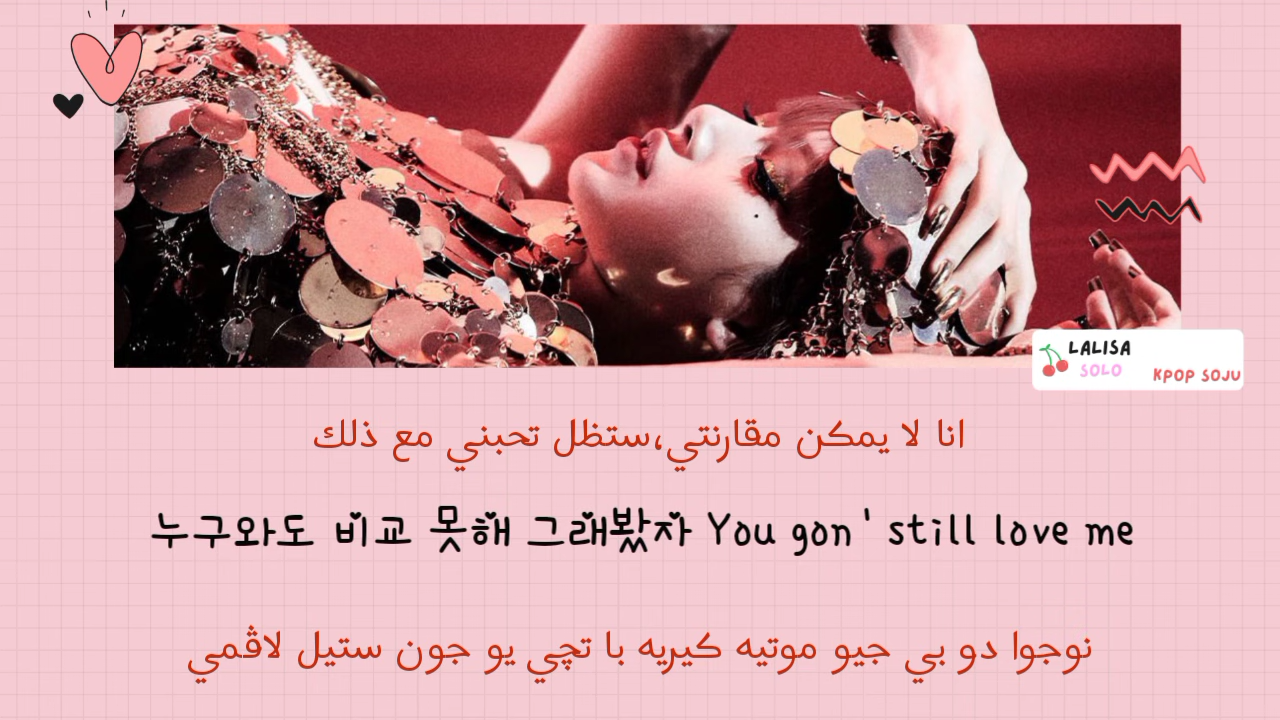 LALISA
SOLO
KPOP SOJU
انا لا يمكن مقارنتي،ستظل تحبني مع ذلك
누구와도 비교 못해 그래봤자 You gon' still love me
نوجوا دو بي جيو موتيه كيريه با تچي يو جون ستيل لاڤمي